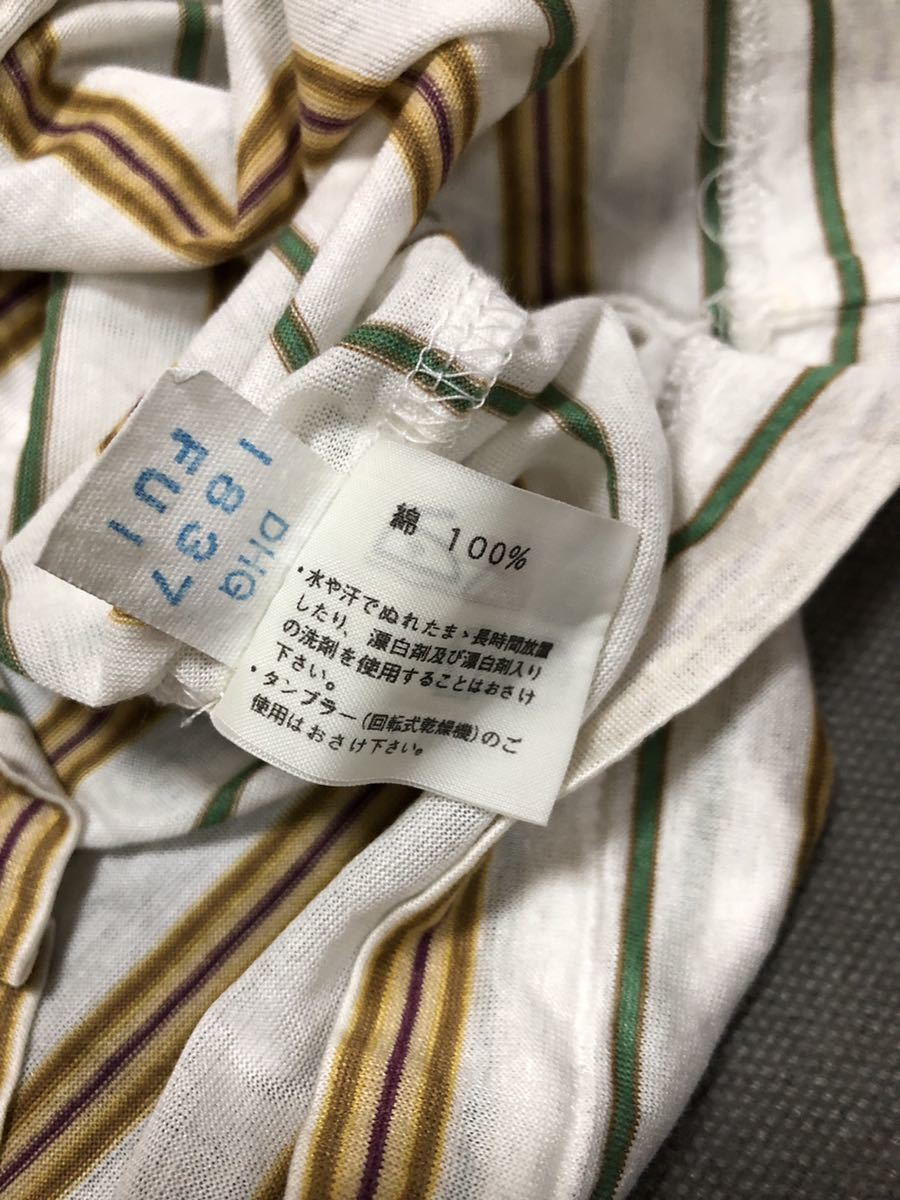 DHG
1837
FUI
綿 100%
・水や汗でぬれたまゝ長時間放置
したり、漂白剤及び漂白剤入り
の洗剤を使用することはおさけ
下さい。
・タンブラー(回転式乾燥機)のご
使用はおさけ下さい。